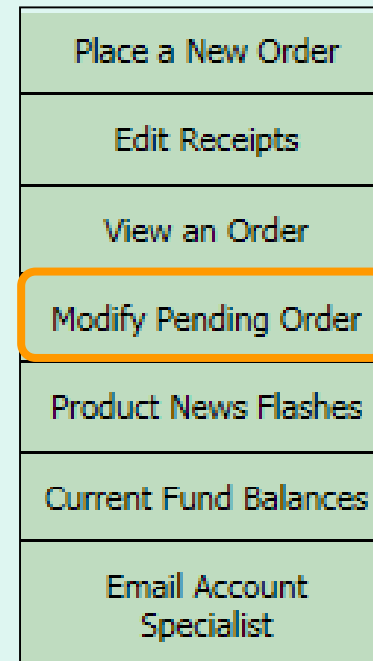 Place a New Order
Edit Receipts
View an Order
Modify Pending Order
Product News Flashes
Current Fund Balances
Email Account
Specialist